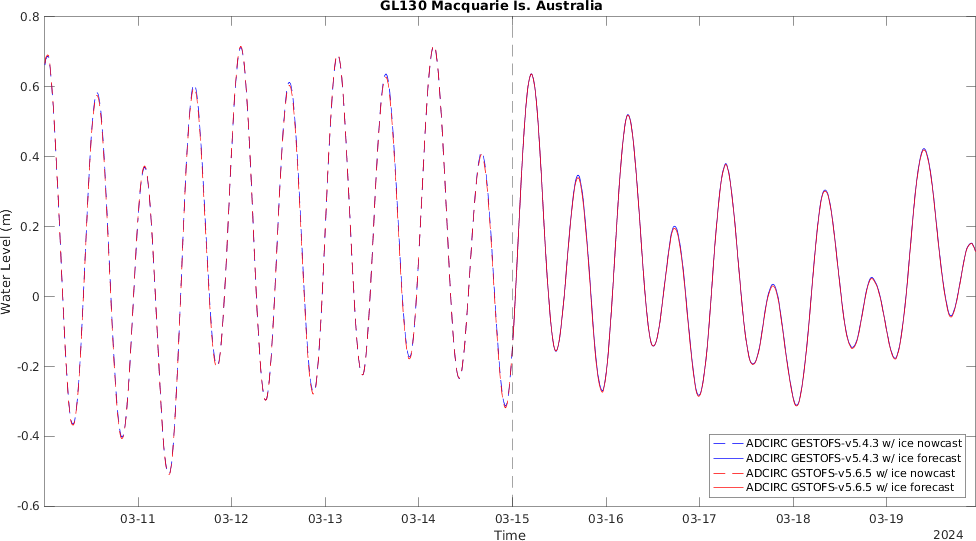 GL130 Macquarie Is. Australia
0.8
0.6
0.4
0.2
0
-0.2
-0.4
-0.6
Water Level (m)
ADCIRC GESTOFS-v5.4.3 w/ ice nowcast
ADCIRC GESTOFS-v5.4.3 w/ ice forecast
ADCIRC GSTOFS-v5.6.5 w/ ice nowcast
ADCIRC GSTOFS-v5.6.5 w/ ice forecast
03-11 03-12 03-13 03-14 03-15 03-16 03-17 03-18 03-19
Time
2024